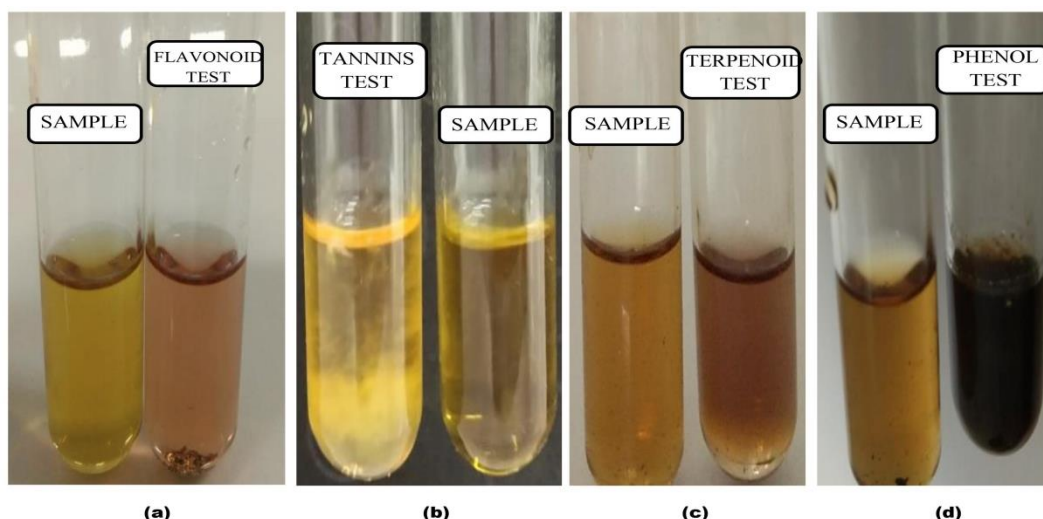 FLAVONOID
TEST
SAMPLE
TANNINS
TEST
SAMPLE
TERPENOID
TEST
SAMPLE
PHENOL
TEST
SAMPLE
(a)
(b)
(c)
(d)